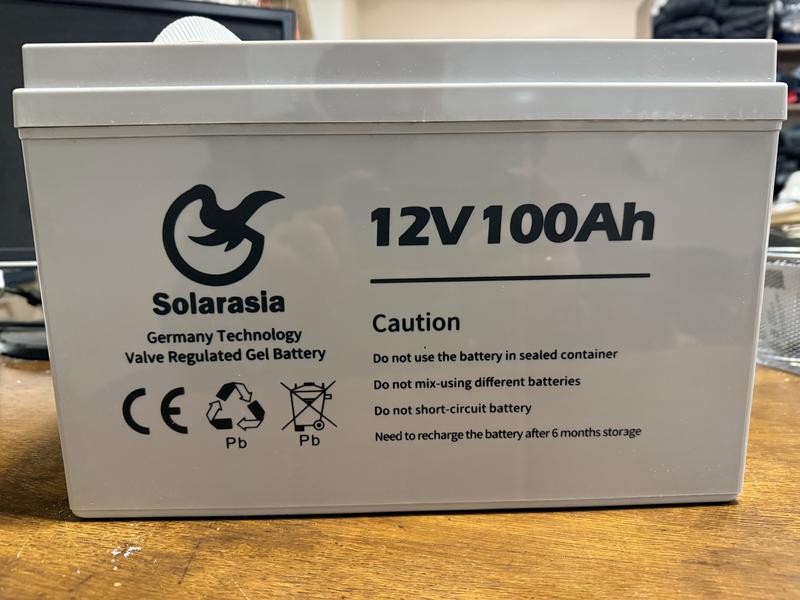 Solarasia
Germany Technology
Valve Regulated Gel Battery
CE
Pb
Pb
12V 100Ah
Caution
Do not use the battery in sealed container
Do not mix-using different batteries
Do not short-circuit battery
Need to recharge the battery after 6 months storage